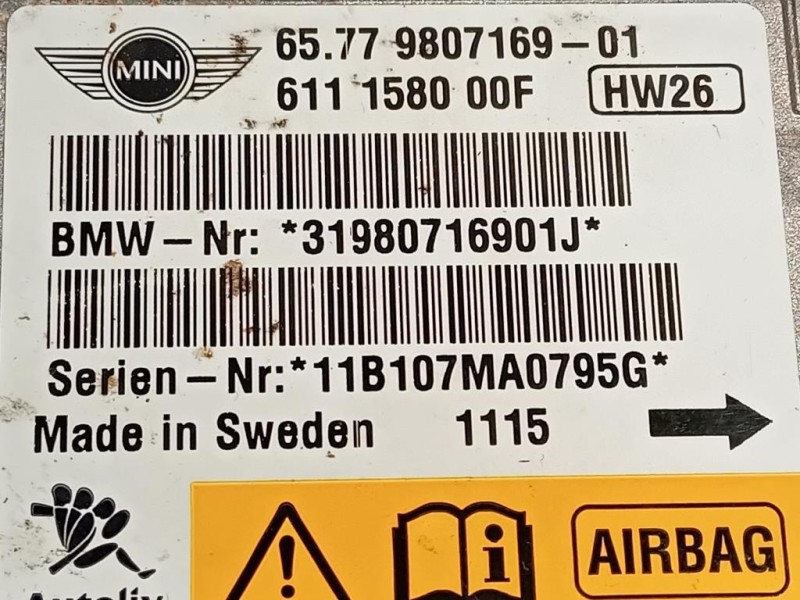 MINI
65.77 9807169-01
611 1580 00F HW26
BMW-Nr: *31980716901J*
Serien-Nr:*11B107MA0795G*
Made in Sweden 1115
AIRBAG
Autoliv